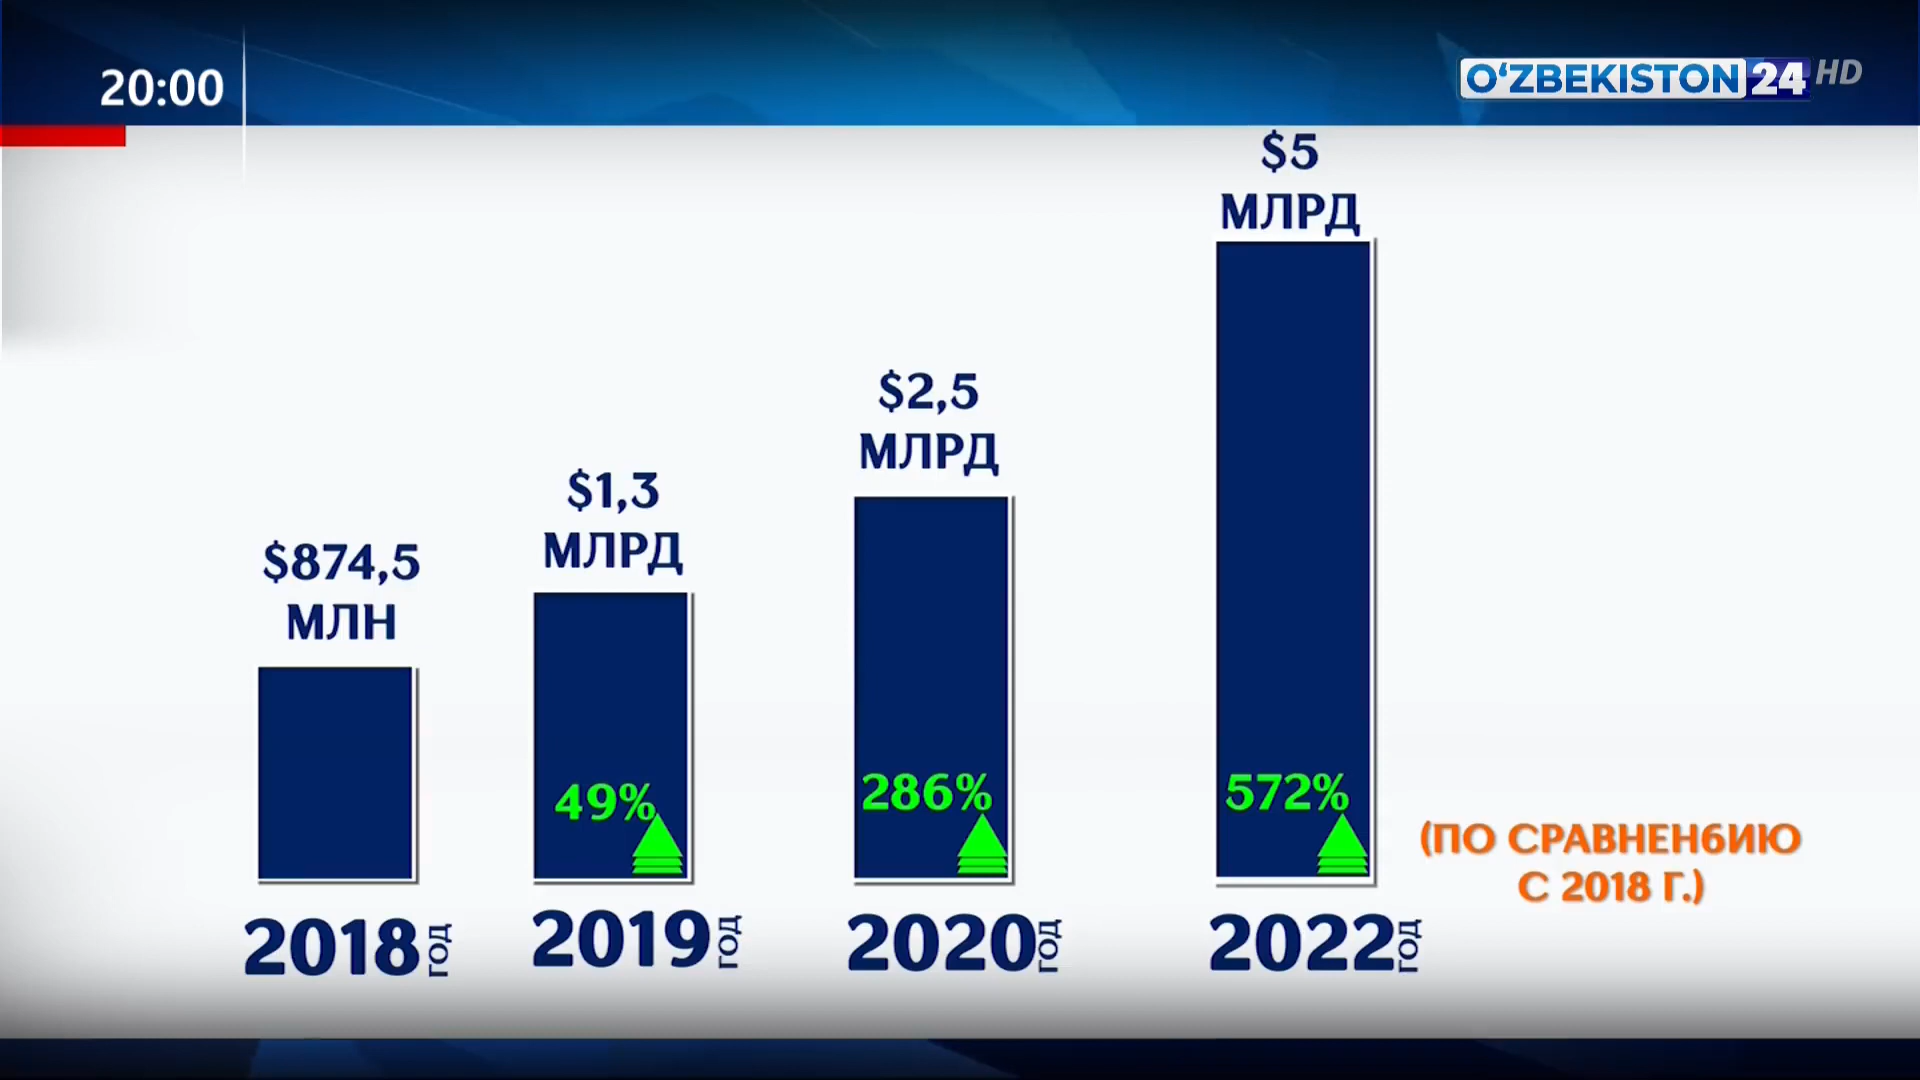 20:00
O‘ZBEKISTON 24 HD
$5
МЛРД
$2,5
МЛРД
$1,3
МЛРД
$874,5
МЛН
49%
286%
572%
(ПО СРАВНЕН6ИЮ
С 2018 Г.)
2018 ГОД
2019 ГОД
2020 ГОД
2022 ГОД